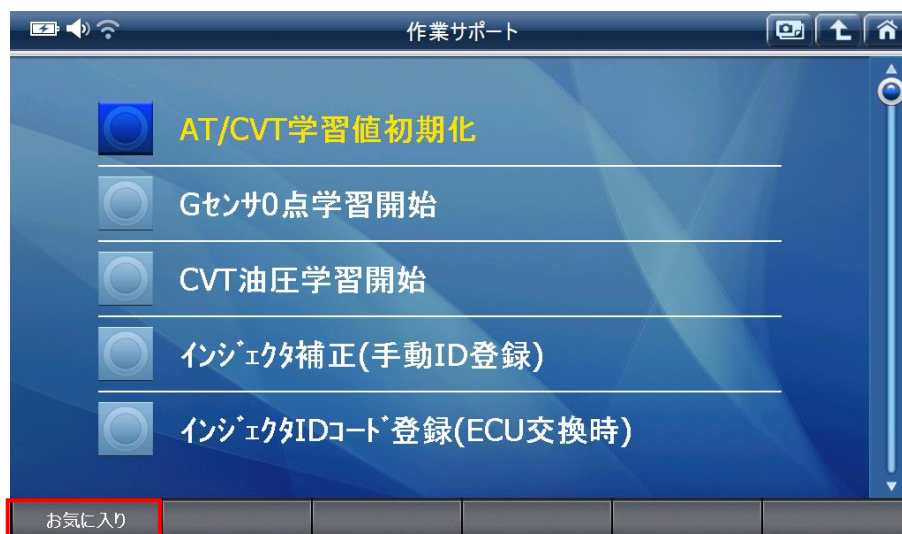 作業サポート
AT/CVT学習値初期化
Gｾﾝｻ0点学習開始
CVT油圧学習開始
ｲﾝｼﾞｪｸﾀ補正(手動ID登録)
ｲﾝｼﾞｪｸﾀIDｺｰﾄﾞ登録(ECU交換時)
お気に入り